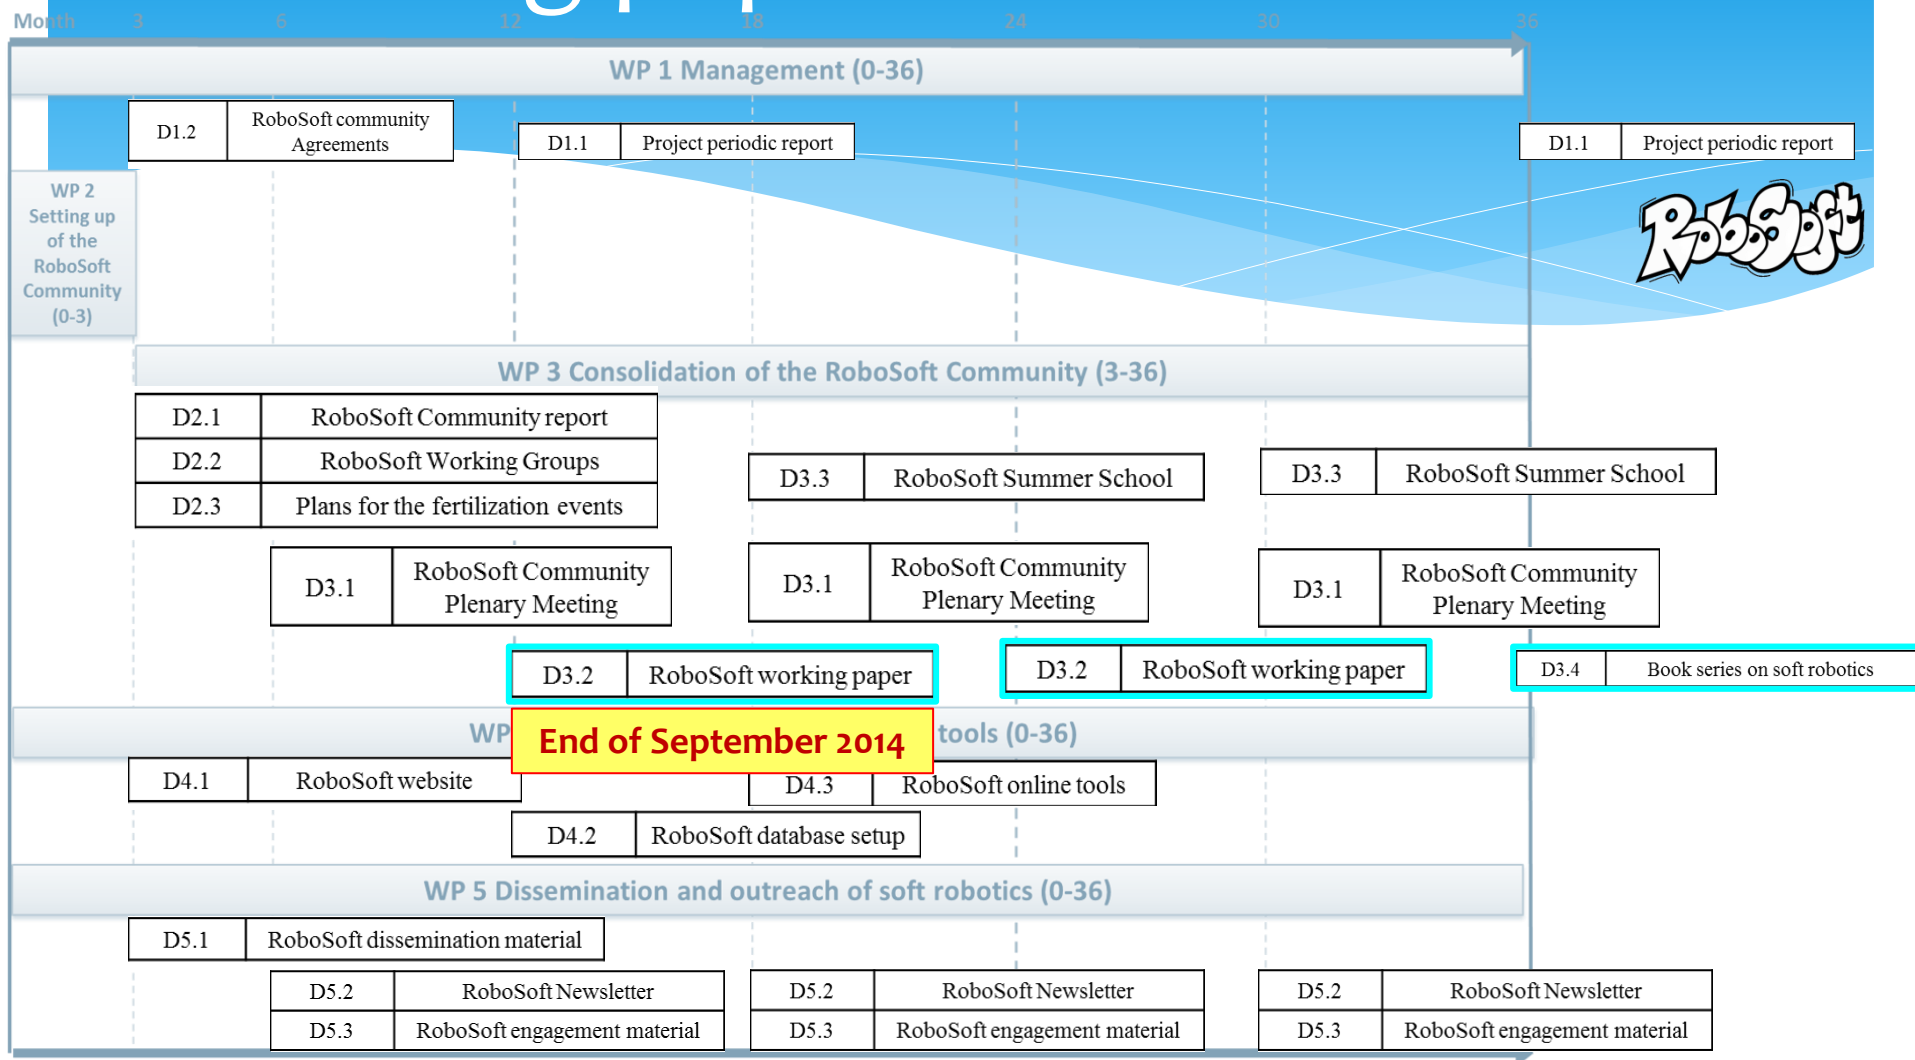 Month 3 6 12 18 24 30 36
WP 1 Management (0-36)
D1.2 RoboSoft community
Agreements
D1.1 Project periodic report
D1.1 Project periodic report
WP 2
Setting up
of the
RoboSoft
Community
(0-3)
RoboSoft
WP 3 Consolidation of the RoboSoft Community (3-36)
D2.1 RoboSoft Community report
D2.2 RoboSoft Working Groups
D2.3 Plans for the fertilization events
D3.3 RoboSoft Summer School
D3.3 RoboSoft Summer School
D3.1 RoboSoft Community
Plenary Meeting
D3.1 RoboSoft Community
Plenary Meeting
D3.1 RoboSoft Community
Plenary Meeting
D3.2 RoboSoft working paper
D3.2 RoboSoft working paper
D3.4 Book series on soft robotics
WP
End of September 2014
tools (0-36)
D4.1 RoboSoft website
D4.3 RoboSoft online tools
D4.2 RoboSoft database setup
WP 5 Dissemination and outreach of soft robotics (0-36)
D5.1 RoboSoft dissemination material
D5.2 RoboSoft Newsletter
D5.3 RoboSoft engagement material
D5.2 RoboSoft Newsletter
D5.3 RoboSoft engagement material
D5.2 RoboSoft Newsletter
D5.3 RoboSoft engagement material